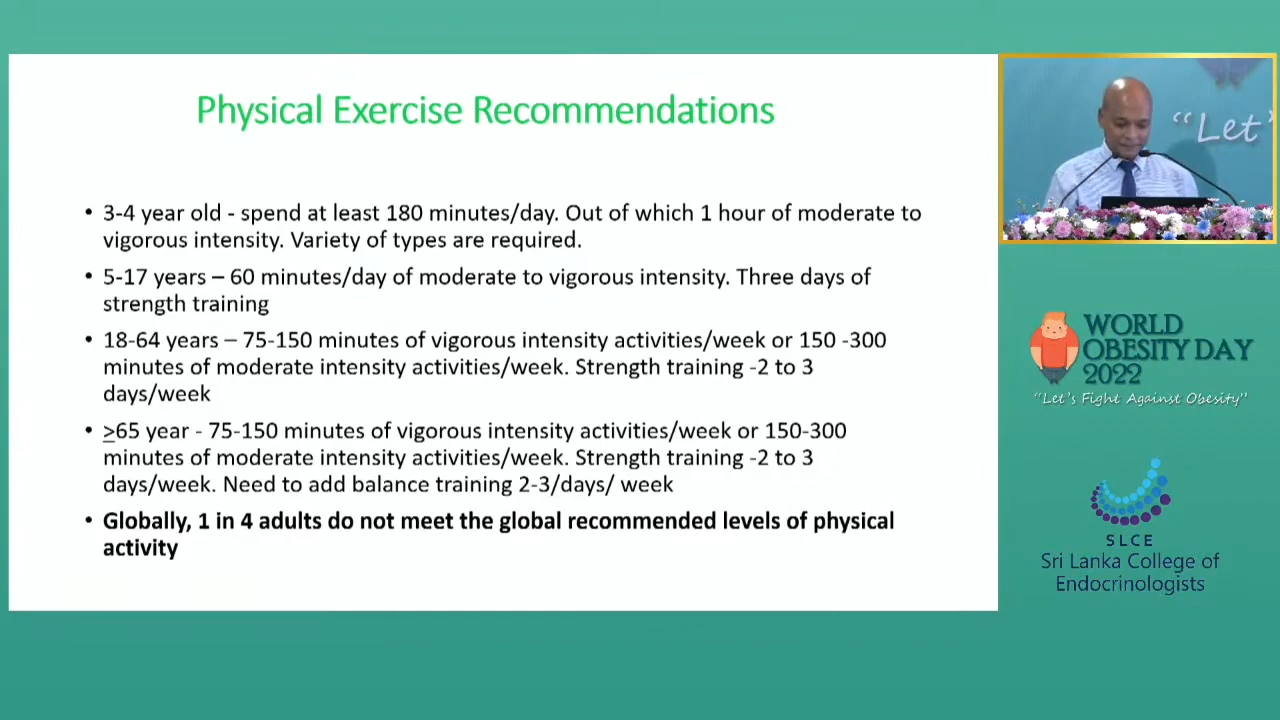 Physical Exercise Recommendations
• 3-4 year old - spend at least 180 minutes/day. Out of which 1 hour of moderate to
vigorous intensity. Variety of types are required.
• 5-17 years – 60 minutes/day of moderate to vigorous intensity. Three days of
strength training
• 18-64 years – 75-150 minutes of vigorous intensity activities/week or 150 -300
minutes of moderate intensity activities/week. Strength training -2 to 3
days/week
• >65 year - 75-150 minutes of vigorous intensity activities/week or 150-300
minutes of moderate intensity activities/week. Strength training -2 to 3
days/week. Need to add balance training 2-3/days/ week
• Globally, 1 in 4 adults do not meet the global recommended levels of physical
activity
“Let”
WORLD
OBESITY DAY
2022
“Let's Fight Against Obesity”
SLCE
Sri Lanka College of
Endocrinologists